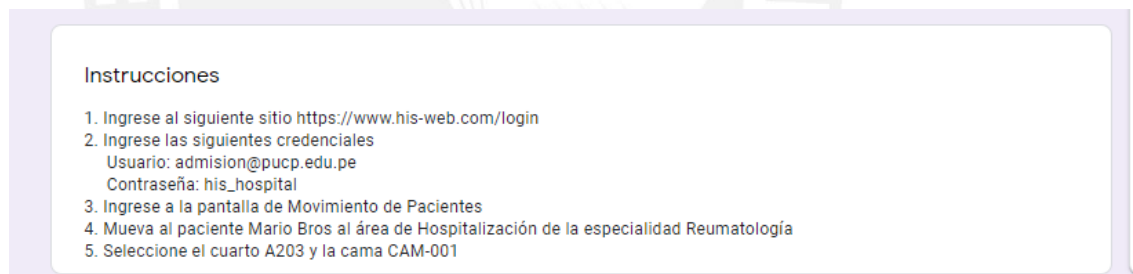 Instrucciones
1. Ingrese al siguiente sitio https://www.his-web.com/login
2. Ingrese las siguientes credenciales
Usuario: admision@pucp.edu.pe
Contraseña: his_hospital
3. Ingrese a la pantalla de Movimiento de Pacientes
4. Mueva al paciente Mario Bros al área de Hospitalización de la especialidad Reumatología
5. Seleccione el cuarto A203 y la cama CAM-001